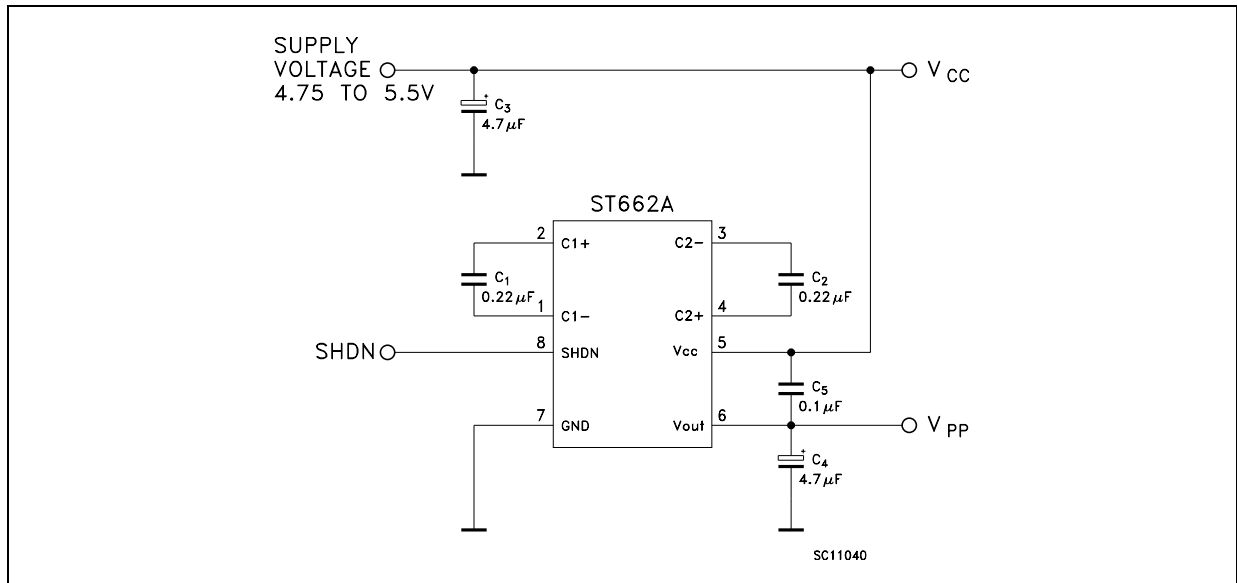 SUPPLY
VOLTAGE
4.75 TO 5.5V
VCC
+
C3
4.7μF
ST662A
2 C1+ C2- 3
C1
0.22μF
C2
0.22μF
1 C1- C2+ 4
SHDN 8 SHDN Vcc 5
C5
0.1μF
7 GND Vout 6 VPP
+
C4
4.7μF
SC11040